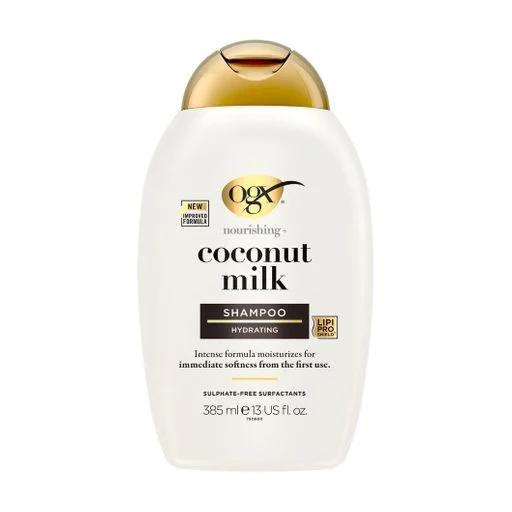 ogx®
NEW
IMPROVED
FORMULA
nourishing™
coconut
milk
SHAMPOO
HYDRATING
LIPI
PRO
SHIELD
Intense formula moisturizes for
immediate softness from the first use.
SULPHATE-FREE SURFACTANTS
385 ml e 13 US fl. oz.